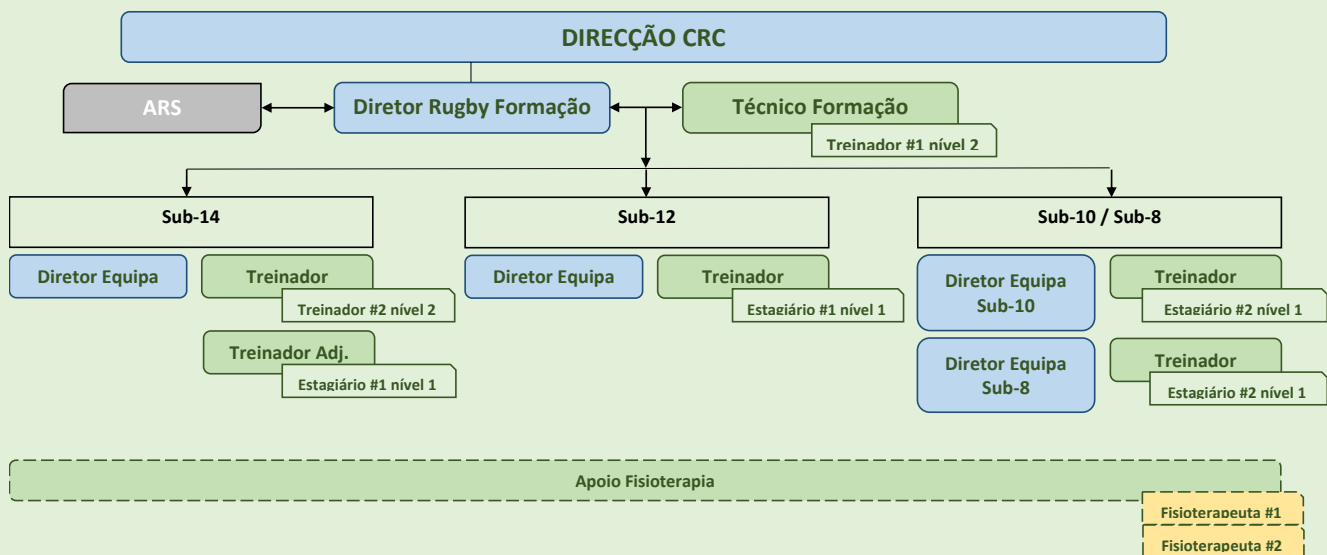 DIRECÇÃO CRC
ARS
Diretor Rugby Formação
Técnico Formação
Treinador #1 nível 2
Sub-14
Sub-12
Sub-10 / Sub-8
Diretor Equipa
Treinador
Treinador #2 nível 2
Treinador Adj.
Estagiário #1 nível 1
Diretor Equipa
Treinador
Estagiário #1 nível 1
Diretor Equipa
Sub-10
Treinador
Estagiário #2 nível 1
Diretor Equipa
Sub-8
Treinador
Estagiário #2 nível 1
Apoio Fisioterapia
Fisioterapeuta #1
Fisioterapeuta #2